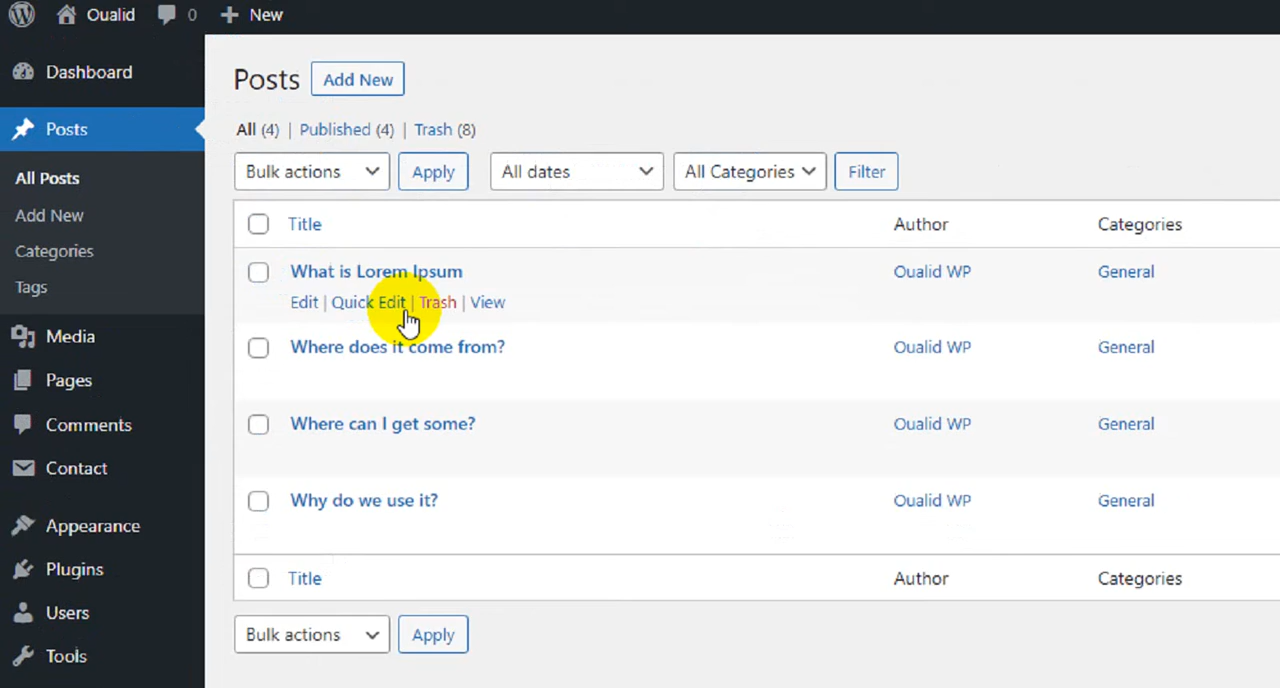 Oualid 0 New
Dashboard
Posts
All Posts
Add New
Categories
Tags
Media
Pages
Comments
Contact
Appearance
Plugins
Users
Tools
Posts Add New
All (4) | Published (4) | Trash (8)
Bulk actions Apply All dates All Categories Filter
Title Author Categories
What is Lorem Ipsum Oualid WP General
Edit | Quick Edit | Trash | View
Where does it come from? Oualid WP General
Where can I get some? Oualid WP General
Why do we use it? Oualid WP General
Title Author Categories
Bulk actions Apply